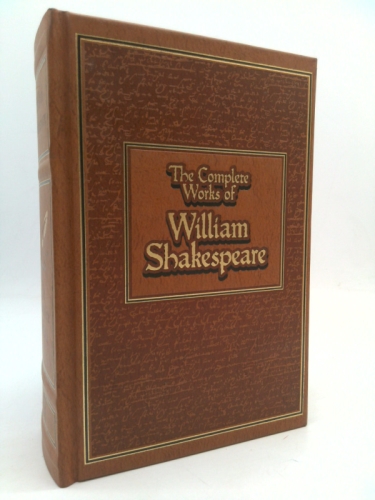 The Complete
Works of
William
Shakespeare